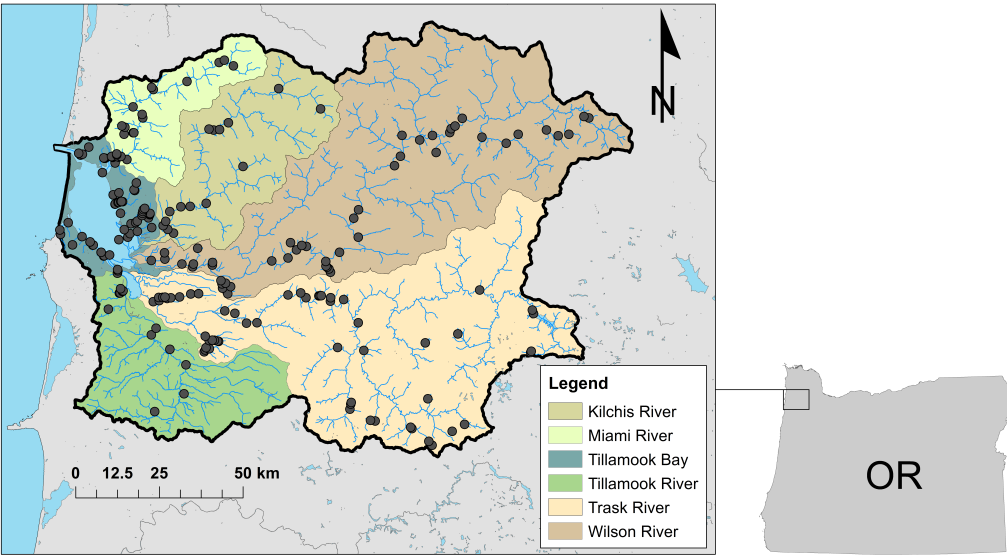 N
Legend
Kilchis River
Miami River
Tillamook Bay
Tillamook River
Trask River
Wilson River
0 12.5 25 50 km
OR